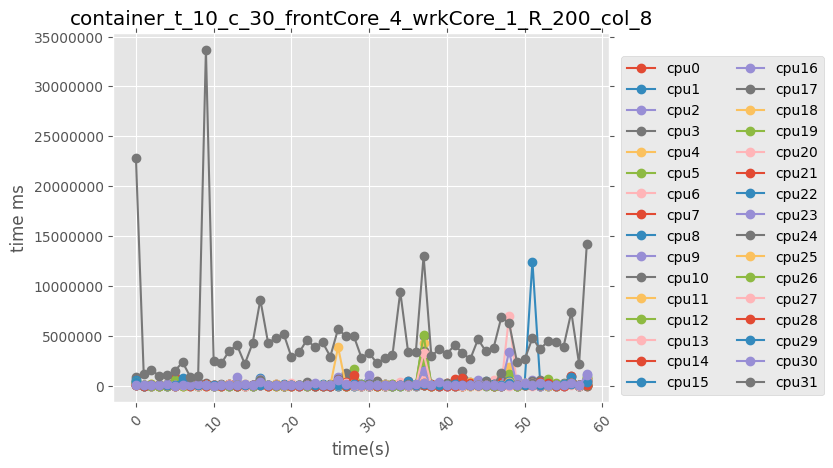 container_t_10_c_30_frontCore_4_wrkCore_1_R_200_col_8
35000000
30000000
25000000
20000000
15000000
10000000
5000000
0
time ms
0
10
20
30
40
50
60
time(s)
cpu0
cpu1
cpu2
cpu3
cpu4
cpu5
cpu6
cpu7
cpu8
cpu9
cpu10
cpu11
cpu12
cpu13
cpu14
cpu15
cpu16
cpu17
cpu18
cpu19
cpu20
cpu21
cpu22
cpu23
cpu24
cpu25
cpu26
cpu27
cpu28
cpu29
cpu30
cpu31